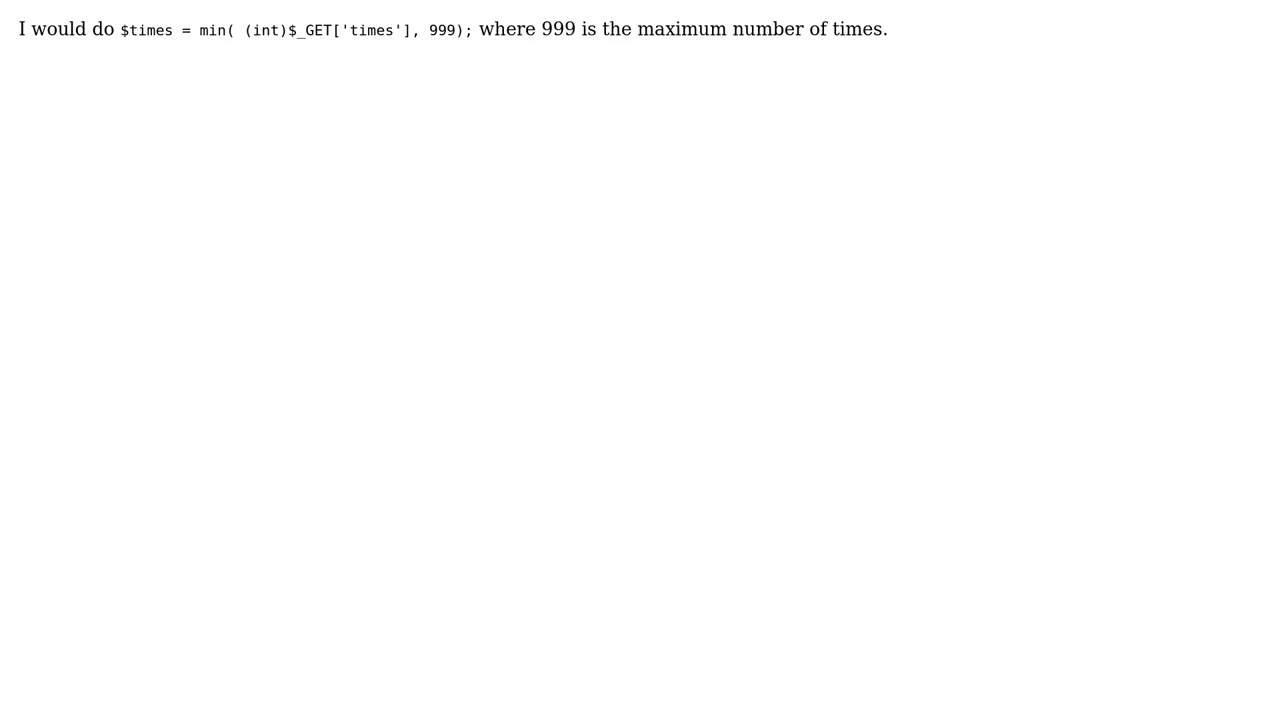 I would do $times = min( (int)$_GET['times'], 999); where 999 is the maximum number of times.